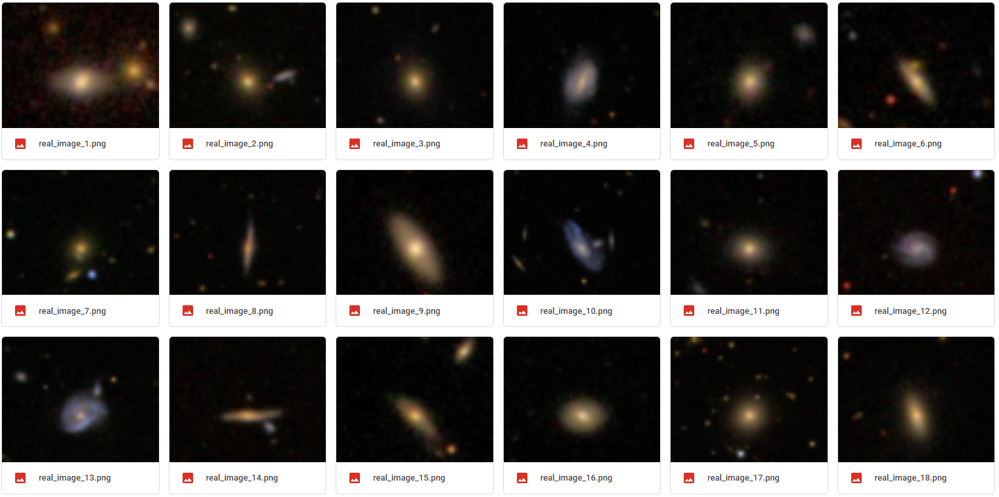 real_image_1.png
real_image_2.png
real_image_3.png
real_image_4.png
real_image_5.png
real_image_6.png
real_image_7.png
real_image_8.png
real_image_9.png
real_image_10.png
real_image_11.png
real_image_12.png
real_image_13.png
real_image_14.png
real_image_15.png
real_image_16.png
real_image_17.png
real_image_18.png